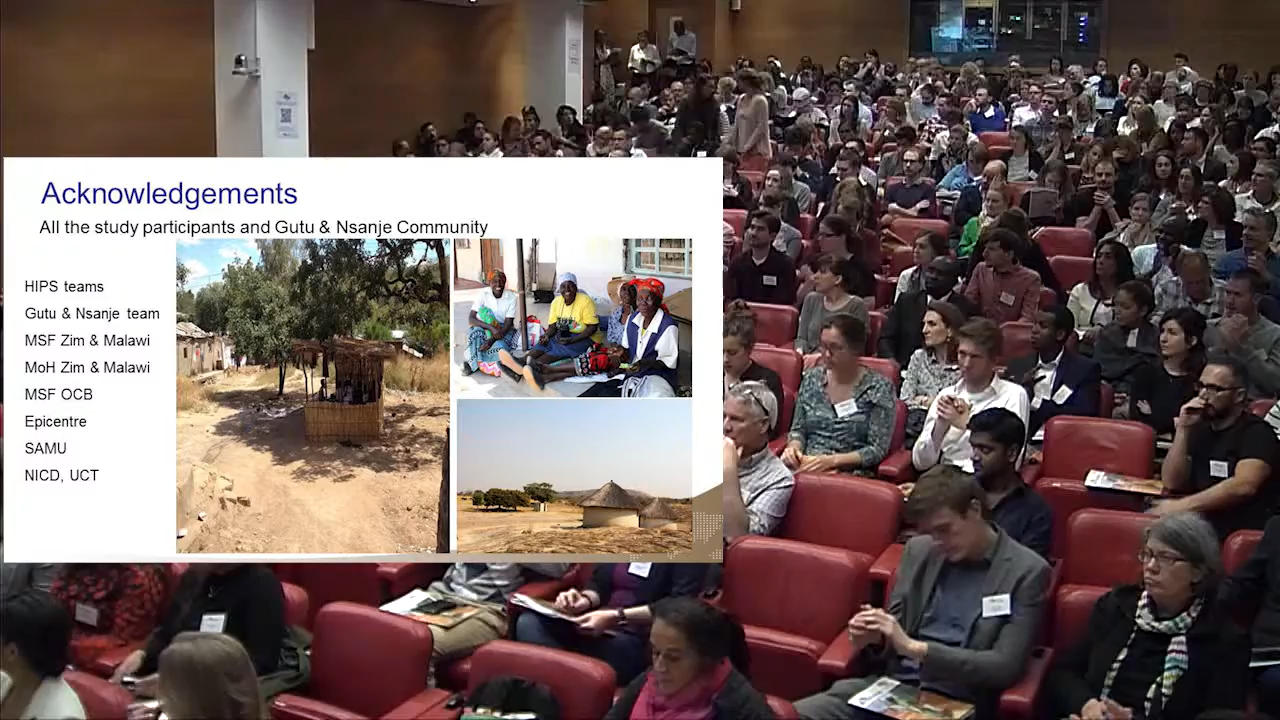 Acknowledgements
All the study participants and Gutu & Nsanje Community
HIPS teams
Gutu & Nsanje team
MSF Zim & Malawi
MoH Zim & Malawi
MSF OCB
Epicentre
SAMU
NICD, UCT